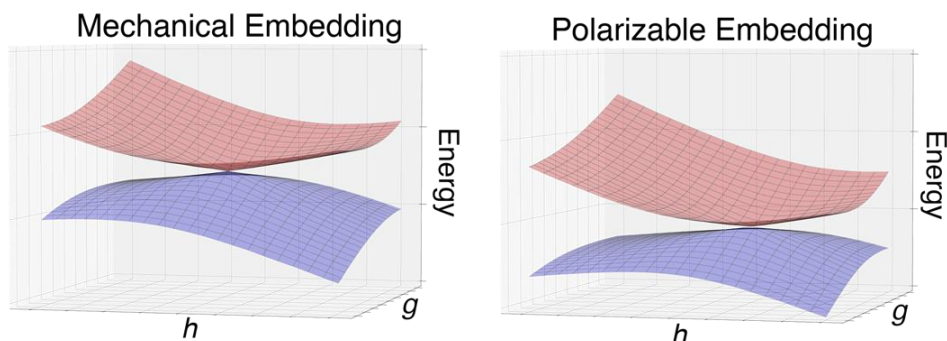 Mechanical Embedding
Energy
g
h
Polarizable Embedding
Energy
g
h